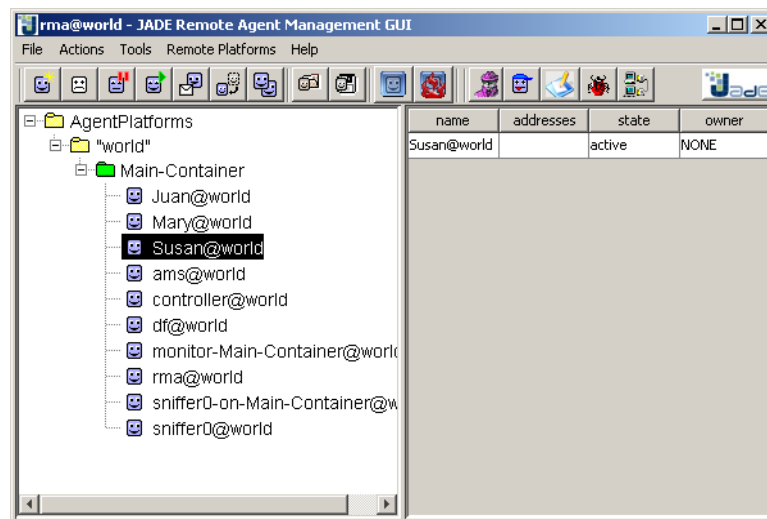 rma@world - JADE Remote Agent Management GUI
File Actions Tools Remote Platforms Help
Jade
AgentPlatforms
"world"
Main-Container
Juan@world
Mary@world
Susan@world
ams@world
controller@world
df@world
monitor-Main-Container@world
rma@world
sniffer0-on-Main-Container@w
sniffer0@world
name addresses state owner
Susan@world active NONE